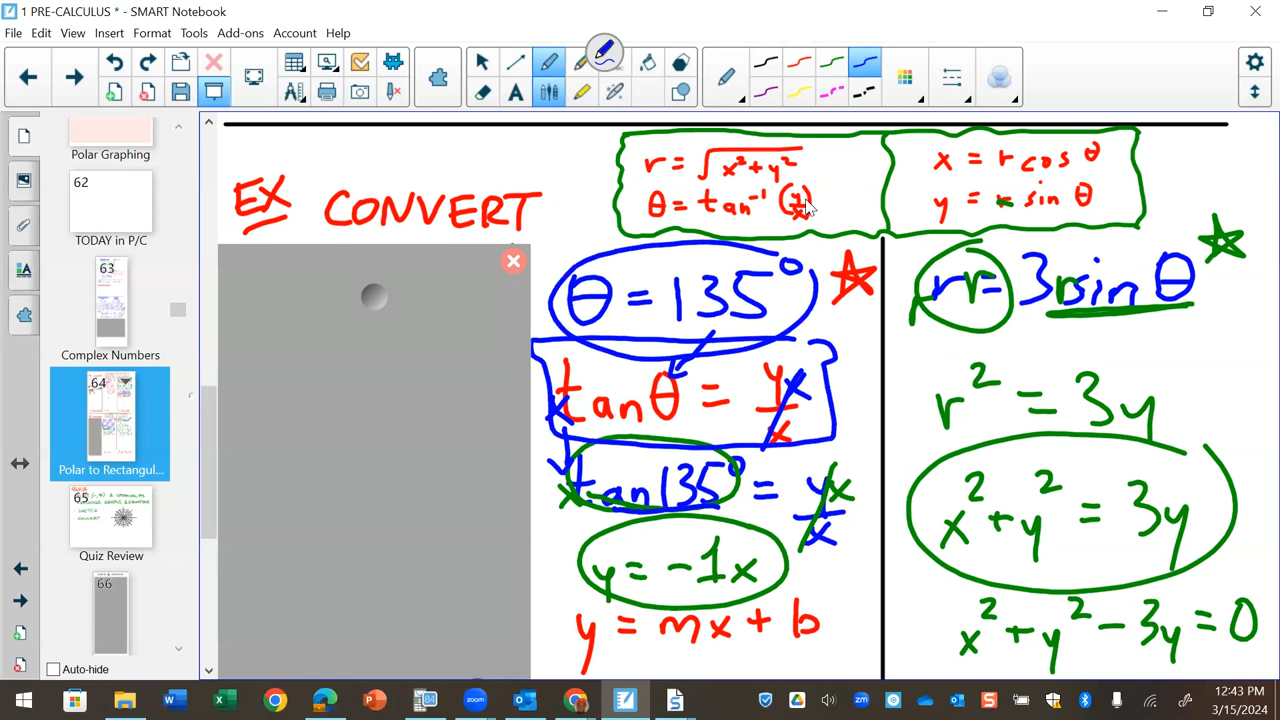 1 PRE-CALCULUS * - SMART Notebook
File Edit View Insert Format Tools Add-ons Account Help
Polar Graphing
62
TODAY in P/C
63
Complex Numbers
64
Polar to Rectangul...
65
Quiz Review
66
Auto-hide
EX CONVERT
r = √x²+y²
θ = tan⁻¹ (y/x)
x = r cos θ
y = r sin θ
θ = 135°
tan θ = y/x
tan 135° = y/x
y = -1x
y = mx + b
rr = 3r sin θ
r² = 3y
x² + y² = 3y
x² + y² - 3y = 0
12:43 PM
3/15/2024